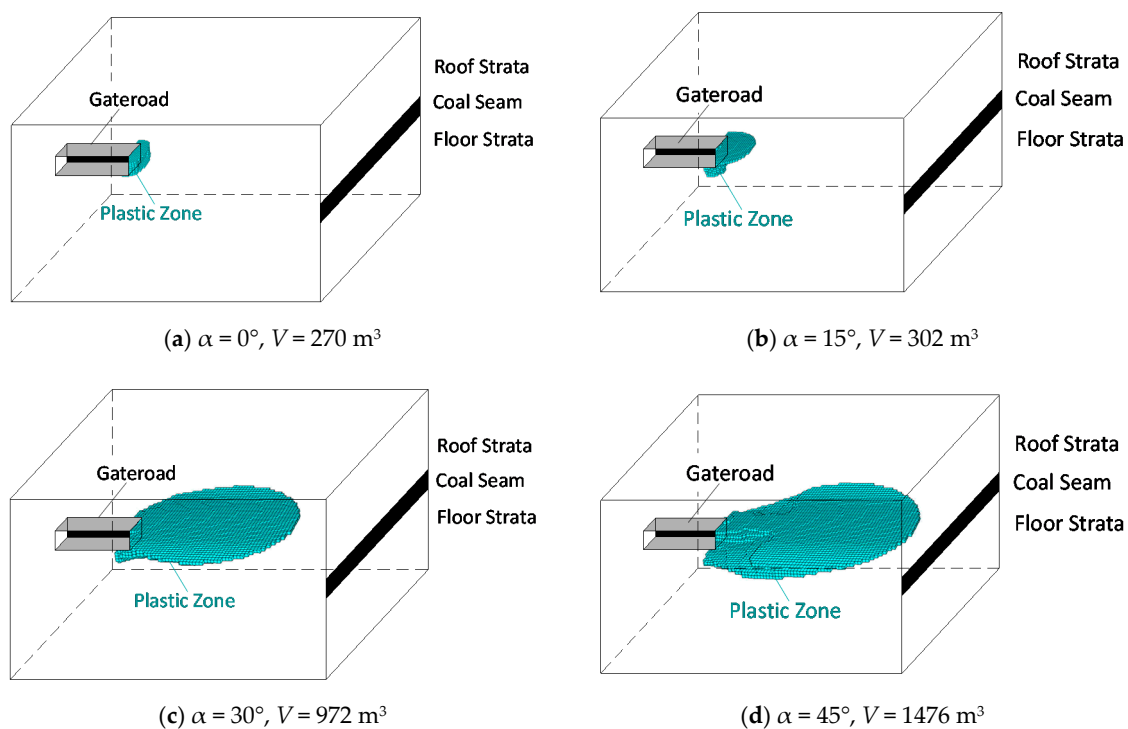 Roof Strata
Gateroad
Coal Seam
Floor Strata
Plastic Zone
(a) α = 0°, V = 270 m³
Roof Strata
Gateroad
Coal Seam
Floor Strata
Plastic Zone
(b) α = 15°, V = 302 m³
Roof Strata
Gateroad
Coal Seam
Floor Strata
Plastic Zone
(c) α = 30°, V = 972 m³
Roof Strata
Gateroad
Coal Seam
Floor Strata
Plastic Zone
(d) α = 45°, V = 1476 m³